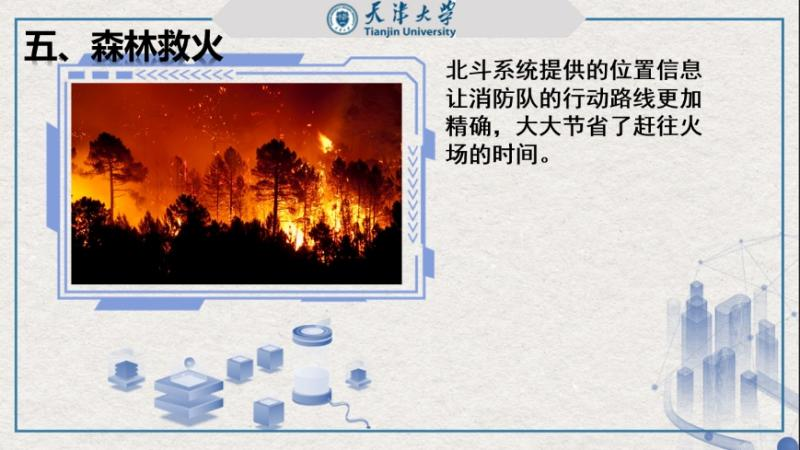 天津大学
Tianjin University
五、森林救火
北斗系统提供的位置信息
让消防队的行动路线更加
精确，大大节省了赶往火
场的时间。